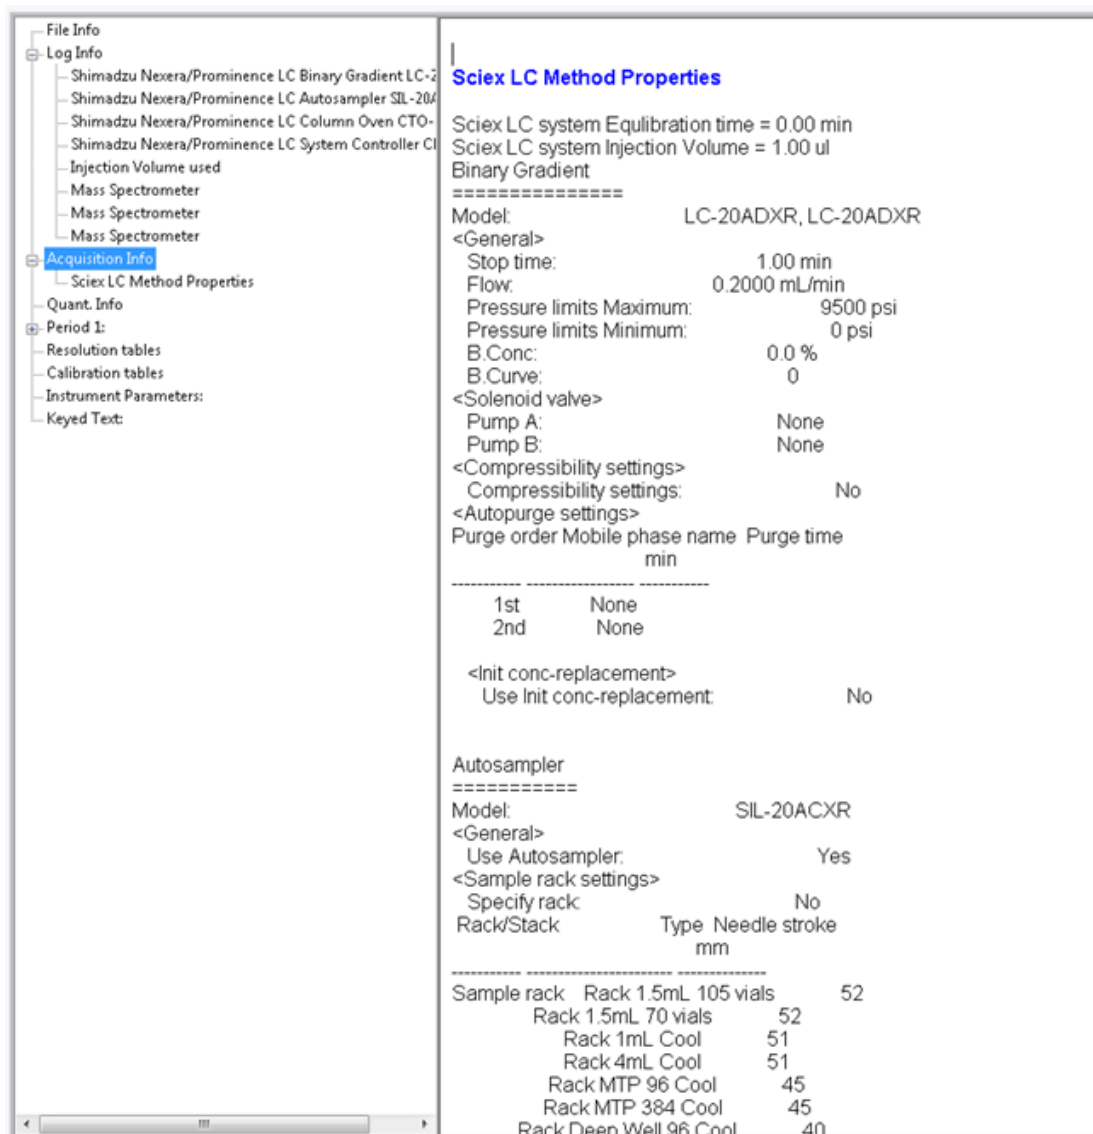 File Info
Log Info
Shimadzu Nexera/Prominence LC Binary Gradient LC-2
Shimadzu Nexera/Prominence LC Autosampler SIL-20A
Shimadzu Nexera/Prominence LC Column Oven CTO-
Shimadzu Nexera/Prominence LC System Controller C
Injection Volume used
Mass Spectrometer
Mass Spectrometer
Mass Spectrometer
Acquisition Info
Sciex LC Method Properties
Quant. Info
Period 1:
Resolution tables
Calibration tables
Instrument Parameters:
Keyed Text:
Sciex LC Method Properties
Sciex LC system Equlibration time = 0.00 min
Sciex LC system Injection Volume = 1.00 ul
Binary Gradient
===============
Model: LC-20ADXR, LC-20ADXR
<General>
Stop time: 1.00 min
Flow: 0.2000 mL/min
Pressure limits Maximum: 9500 psi
Pressure limits Minimum: 0 psi
B.Conc: 0.0 %
B.Curve: 0
<Solenoid valve>
Pump A: None
Pump B: None
<Compressibility settings>
Compressibility settings: No
<Autopurge settings>
Purge order Mobile phase name Purge time
min
----------- ----------------- -----------
1st None
2nd None
<Init conc-replacement>
Use Init conc-replacement: No
Autosampler
===========
Model: SIL-20ACXR
<General>
Use Autosampler: Yes
<Sample rack settings>
Specify rack: No
Rack/Stack Type Needle stroke
mm
----------- ----------------------- --------------
Sample rack Rack 1.5mL 105 vials 52
Rack 1.5mL 70 vials 52
Rack 1mL Cool 51
Rack 4mL Cool 51
Rack MTP 96 Cool 45
Rack MTP 384 Cool 45
Rack Deep Well 96 Cool 40